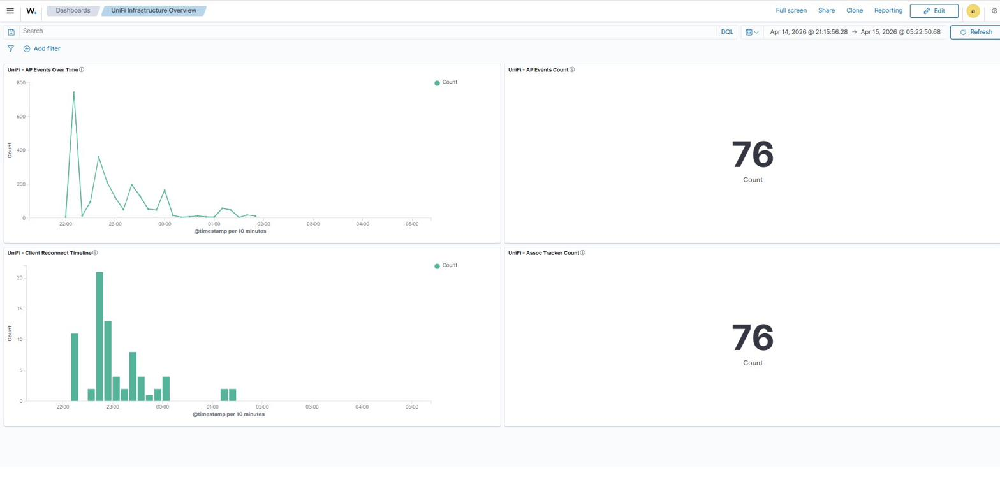 W. Dashboards UniFi Infrastructure Overview Full screen Share Clone Reporting Edit a
Search DQL Apr 14, 2026 @ 21:15:56.28 → Apr 15, 2026 @ 05:22:50.68 Refresh
Add filter
UniFi - AP Events Over Time
Count
800
600
400
200
0
Count
22:00 23:00 00:00 01:00 02:00 03:00 04:00 05:00
@timestamp per 10 minutes
UniFi - AP Events Count
76
Count
UniFi - Client Reconnect Timeline
Count
20
15
10
5
0
Count
22:00 23:00 00:00 01:00 02:00 03:00 04:00 05:00
@timestamp per 10 minutes
UniFi - Assoc Tracker Count
76
Count